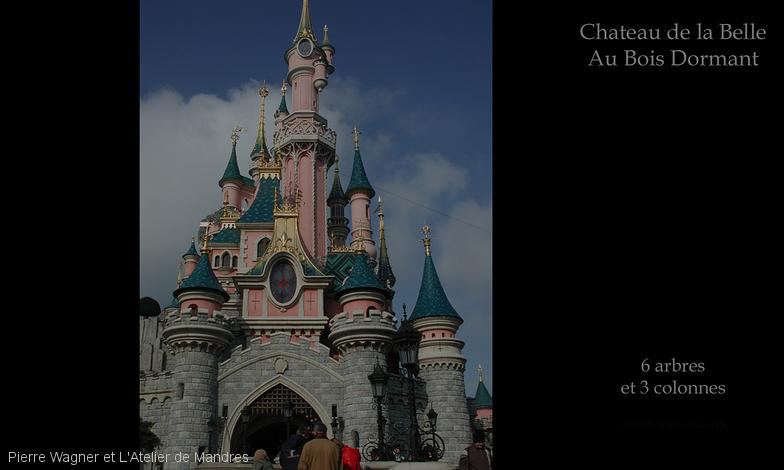 Chateau de la Belle
Au Bois Dormant
6 arbres
et 3 colonnes
Pierre Wagner et L'Atelier de Mandres